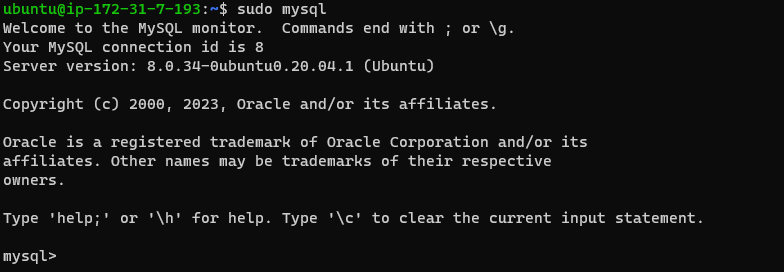 ubuntu@ip-172-31-7-193:~$ sudo mysql
Welcome to the MySQL monitor.  Commands end with ; or \g.
Your MySQL connection id is 8
Server version: 8.0.34-0ubuntu0.20.04.1 (Ubuntu)

Copyright (c) 2000, 2023, Oracle and/or its affiliates.

Oracle is a registered trademark of Oracle Corporation and/or its
affiliates. Other names may be trademarks of their respective
owners.

Type 'help;' or '\h' for help. Type '\c' to clear the current input statement.

mysql>